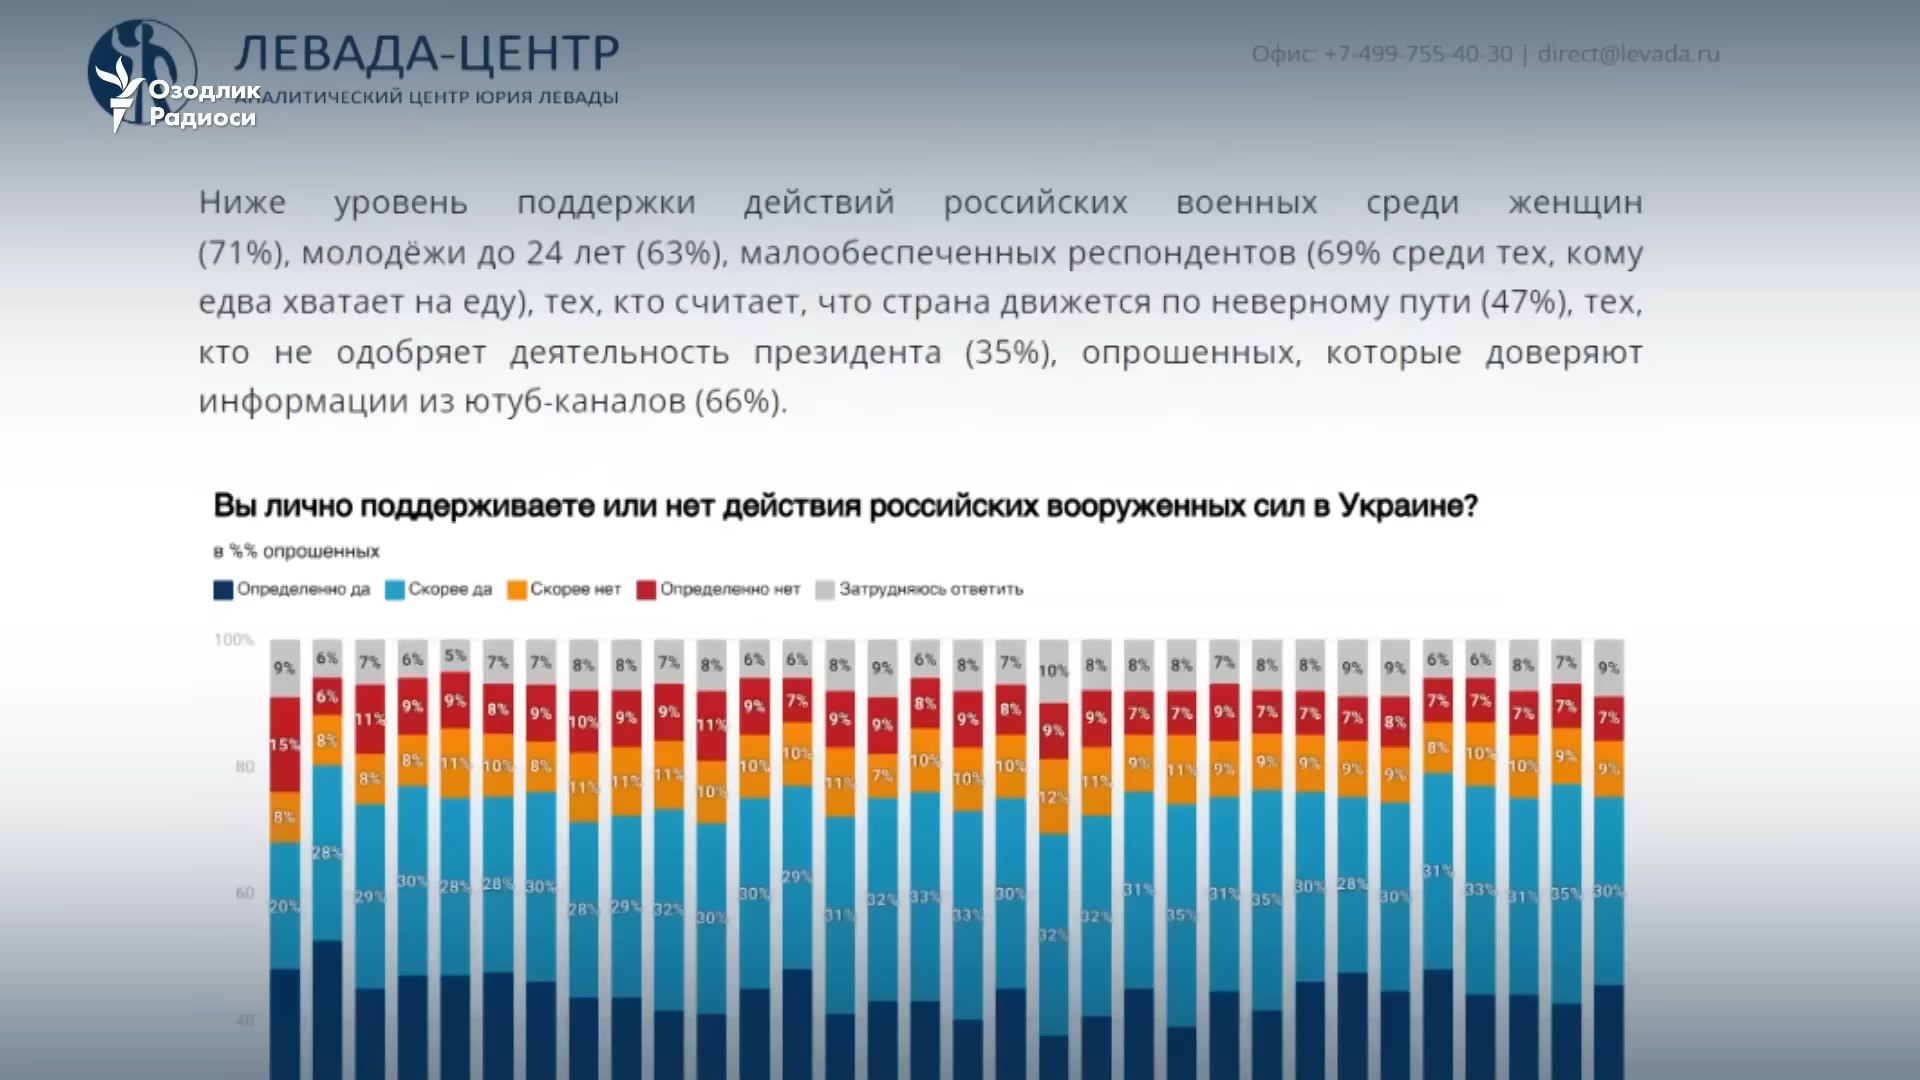 ЛЕВАДА-ЦЕНТР
АНАЛИТИЧЕСКИЙ ЦЕНТР ЮРИЯ ЛЕВАДЫ
Озодлик
Радиоси
Офис: +7-499-755-40-30 | direct@levada.ru
Ниже уровень поддержки действий российских военных среди женщин
(71%), молодёжи до 24 лет (63%), малообеспеченных респондентов (69% среди тех, кому
едва хватает на еду), тех, кто считает, что страна движется по неверному пути (47%), тех,
кто не одобряет деятельность президента (35%), опрошенных, которые доверяют
информации из ютуб-каналов (66%).
Вы лично поддерживаете или нет действия российских вооруженных сил в Украине?
в %% опрошенных
Определенно да Скорее да Скорее нет Определенно нет Затрудняюсь ответить
100%
9% 6% 7% 6% 5% 7% 7% 8% 8% 7% 8% 6% 6% 8% 9% 6% 8% 7% 10% 8% 8% 8% 7% 8% 8% 9% 9% 6% 6% 8% 7% 9%
15% 6% 11% 9% 9% 8% 9% 10% 9% 9% 11% 9% 7% 9% 9% 8% 9% 8% 9% 9% 7% 7% 9% 7% 7% 7% 8% 7% 7% 7% 7% 7%
80
8% 8% 8% 8% 11% 10% 8% 11% 11% 11% 10% 10% 10% 11% 7% 10% 10% 10% 12% 11% 9% 11% 9% 9% 9% 9% 9% 8% 10% 10% 9% 9%
60
20% 28% 29% 30% 28% 28% 30% 28% 29% 32% 30% 30% 29% 31% 32% 33% 33% 30% 32% 32% 31% 35% 31% 35% 30% 28% 30% 31% 33% 31% 35% 30%
40